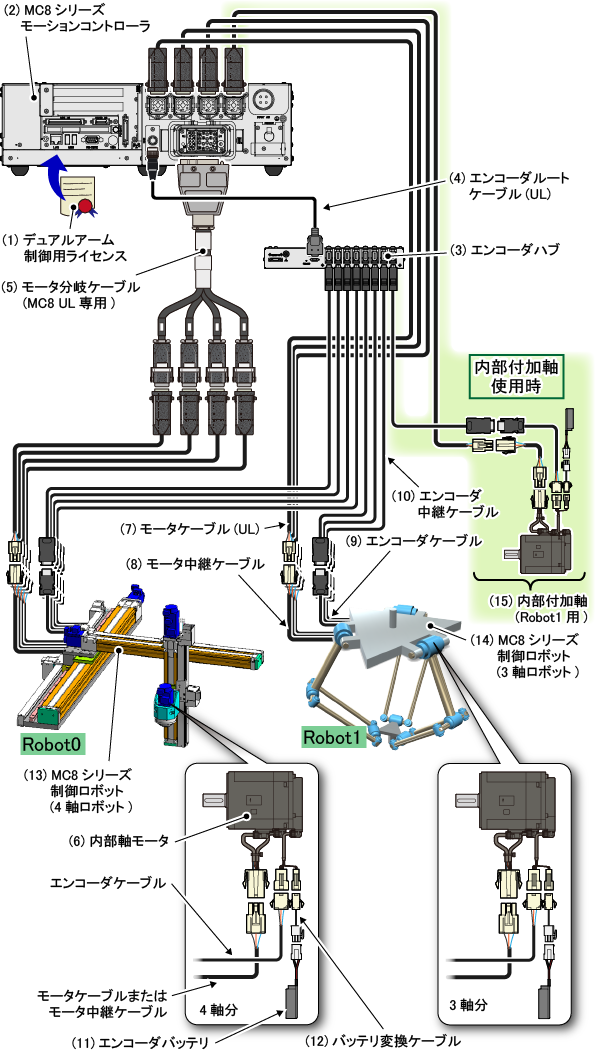 (2) MC8 シリーズ
モーションコントローラ
(4) エンコーダルート
ケーブル (UL)
(1) デュアルアーム
制御用ライセンス
(3) エンコーダハブ
(5) モータ分岐ケーブル
(MC8 UL 専用)
内部付加軸
使用時
(10) エンコーダ
中継ケーブル
(7) モータケーブル (UL)
(9) エンコーダケーブル
(8) モータ中継ケーブル
(15) 内部付加軸
(Robot1 用)
(14) MC8 シリーズ
制御ロボット
(3 軸ロボット)
Robot0
Robot1
(13) MC8 シリーズ
制御ロボット
(4 軸ロボット)
(6) 内部軸モータ
エンコーダケーブル
モータケーブルまたは
モータ中継ケーブル
4 軸分
3 軸分
(11) エンコーダバッテリ
(12) バッテリ変換ケーブル